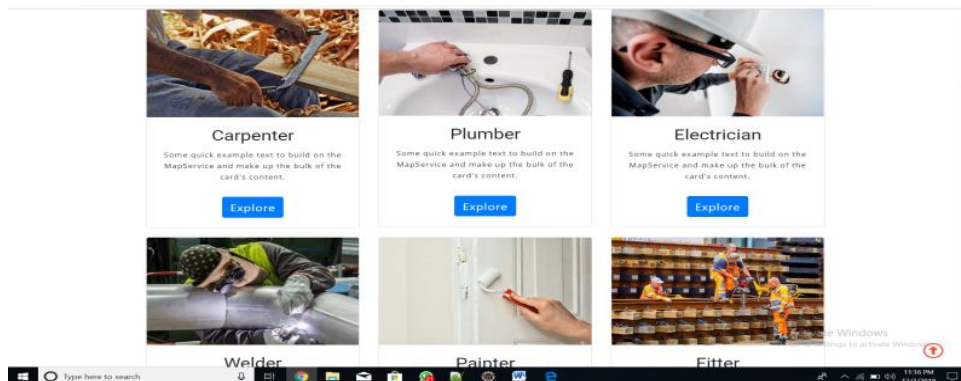 Carpenter
Some quick example text to build on the
MapService and make up the bulk of the
card's content.
Explore
Plumber
Some quick example text to build on the
MapService and make up the bulk of the
card's content.
Explore
Electrician
Some quick example text to build on the
MapService and make up the bulk of the
card's content.
Explore
Welder
Painter
Fitter
Windows
to activate Windows
Type here to search
11:16 PM